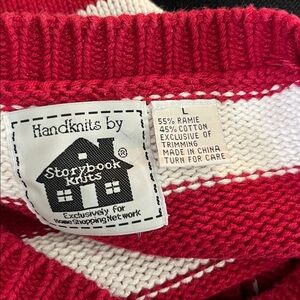 Handknits by
Storybook
Knits
®
Exclusively for
Home Shopping Network
L
55% RAMIE
45% COTTON
EXCLUSIVE OF
TRIMMING
MADE IN CHINA
TURN FOR CARE